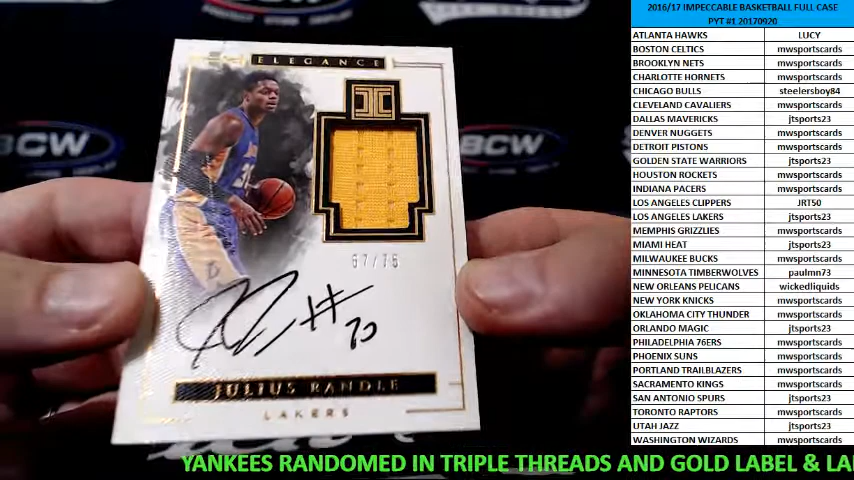 2016/17 IMPECCABLE BASKETBALL FULL CASE
PYT #1 20170920
ATLANTA HAWKS LUCY
BOSTON CELTICS mwsportscards
BROOKLYN NETS mwsportscards
CHARLOTTE HORNETS mwsportscards
CHICAGO BULLS steelersboy84
CLEVELAND CAVALIERS mwsportscards
DALLAS MAVERICKS jtsports23
DENVER NUGGETS mwsportscards
DETROIT PISTONS mwsportscards
GOLDEN STATE WARRIORS jtsports23
HOUSTON ROCKETS mwsportscards
INDIANA PACERS mwsportscards
LOS ANGELES CLIPPERS JRT50
LOS ANGELES LAKERS jtsports23
MEMPHIS GRIZZLIES mwsportscards
MIAMI HEAT jtsports23
MILWAUKEE BUCKS mwsportscards
MINNESOTA TIMBERWOLVES paulmn73
NEW ORLEANS PELICANS wickedliquids
NEW YORK KNICKS mwsportscards
OKLAHOMA CITY THUNDER mwsportscards
ORLANDO MAGIC jtsports23
PHILADELPHIA 76ERS mwsportscards
PHOENIX SUNS mwsportscards
PORTLAND TRAILBLAZERS mwsportscards
SACRAMENTO KINGS mwsportscards
SAN ANTONIO SPURS jtsports23
TORONTO RAPTORS mwsportscards
UTAH JAZZ jtsports23
WASHINGTON WIZARDS mwsportscards
ELEGANCE
BCW
BCW
30
JULIUS RANDLE
LAKERS
YANKEES RANDOMED IN TRIPLE THREADS AND GOLD LABEL & LA